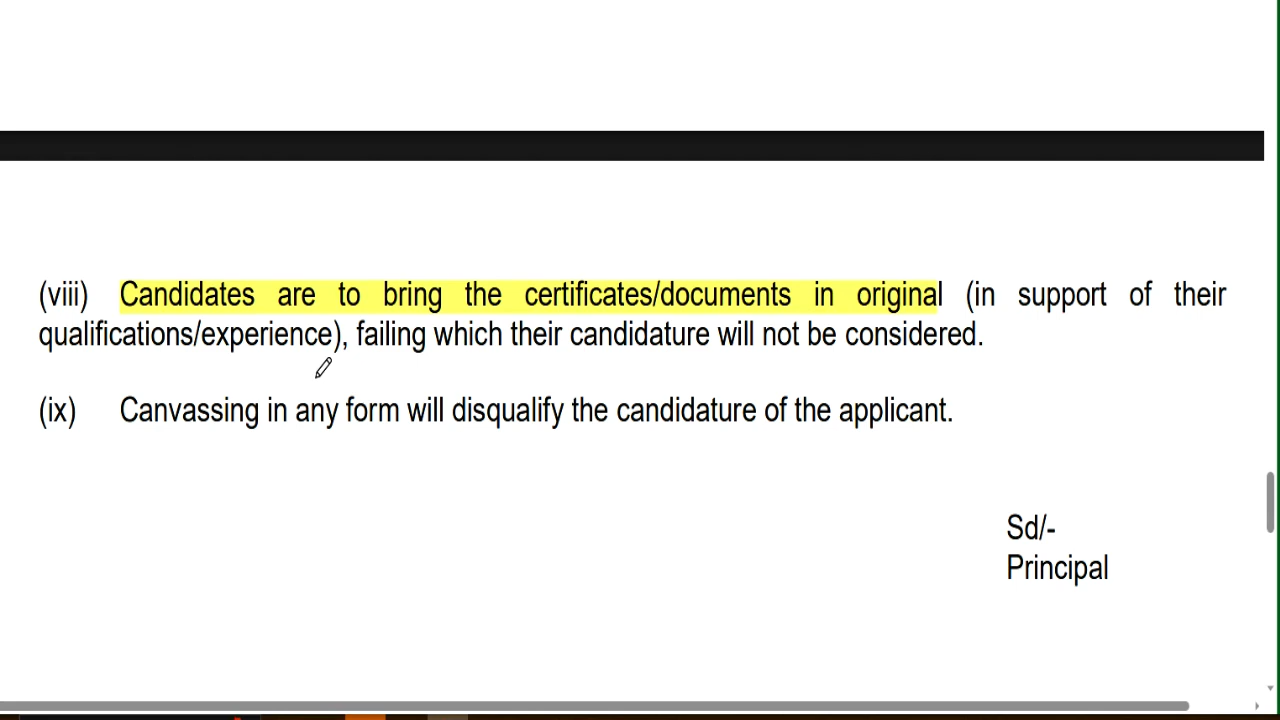 (viii) Candidates are to bring the certificates/documents in original (in support of their
qualifications/experience), failing which their candidature will not be considered.
(ix) Canvassing in any form will disqualify the candidature of the applicant.
Sd/-
Principal